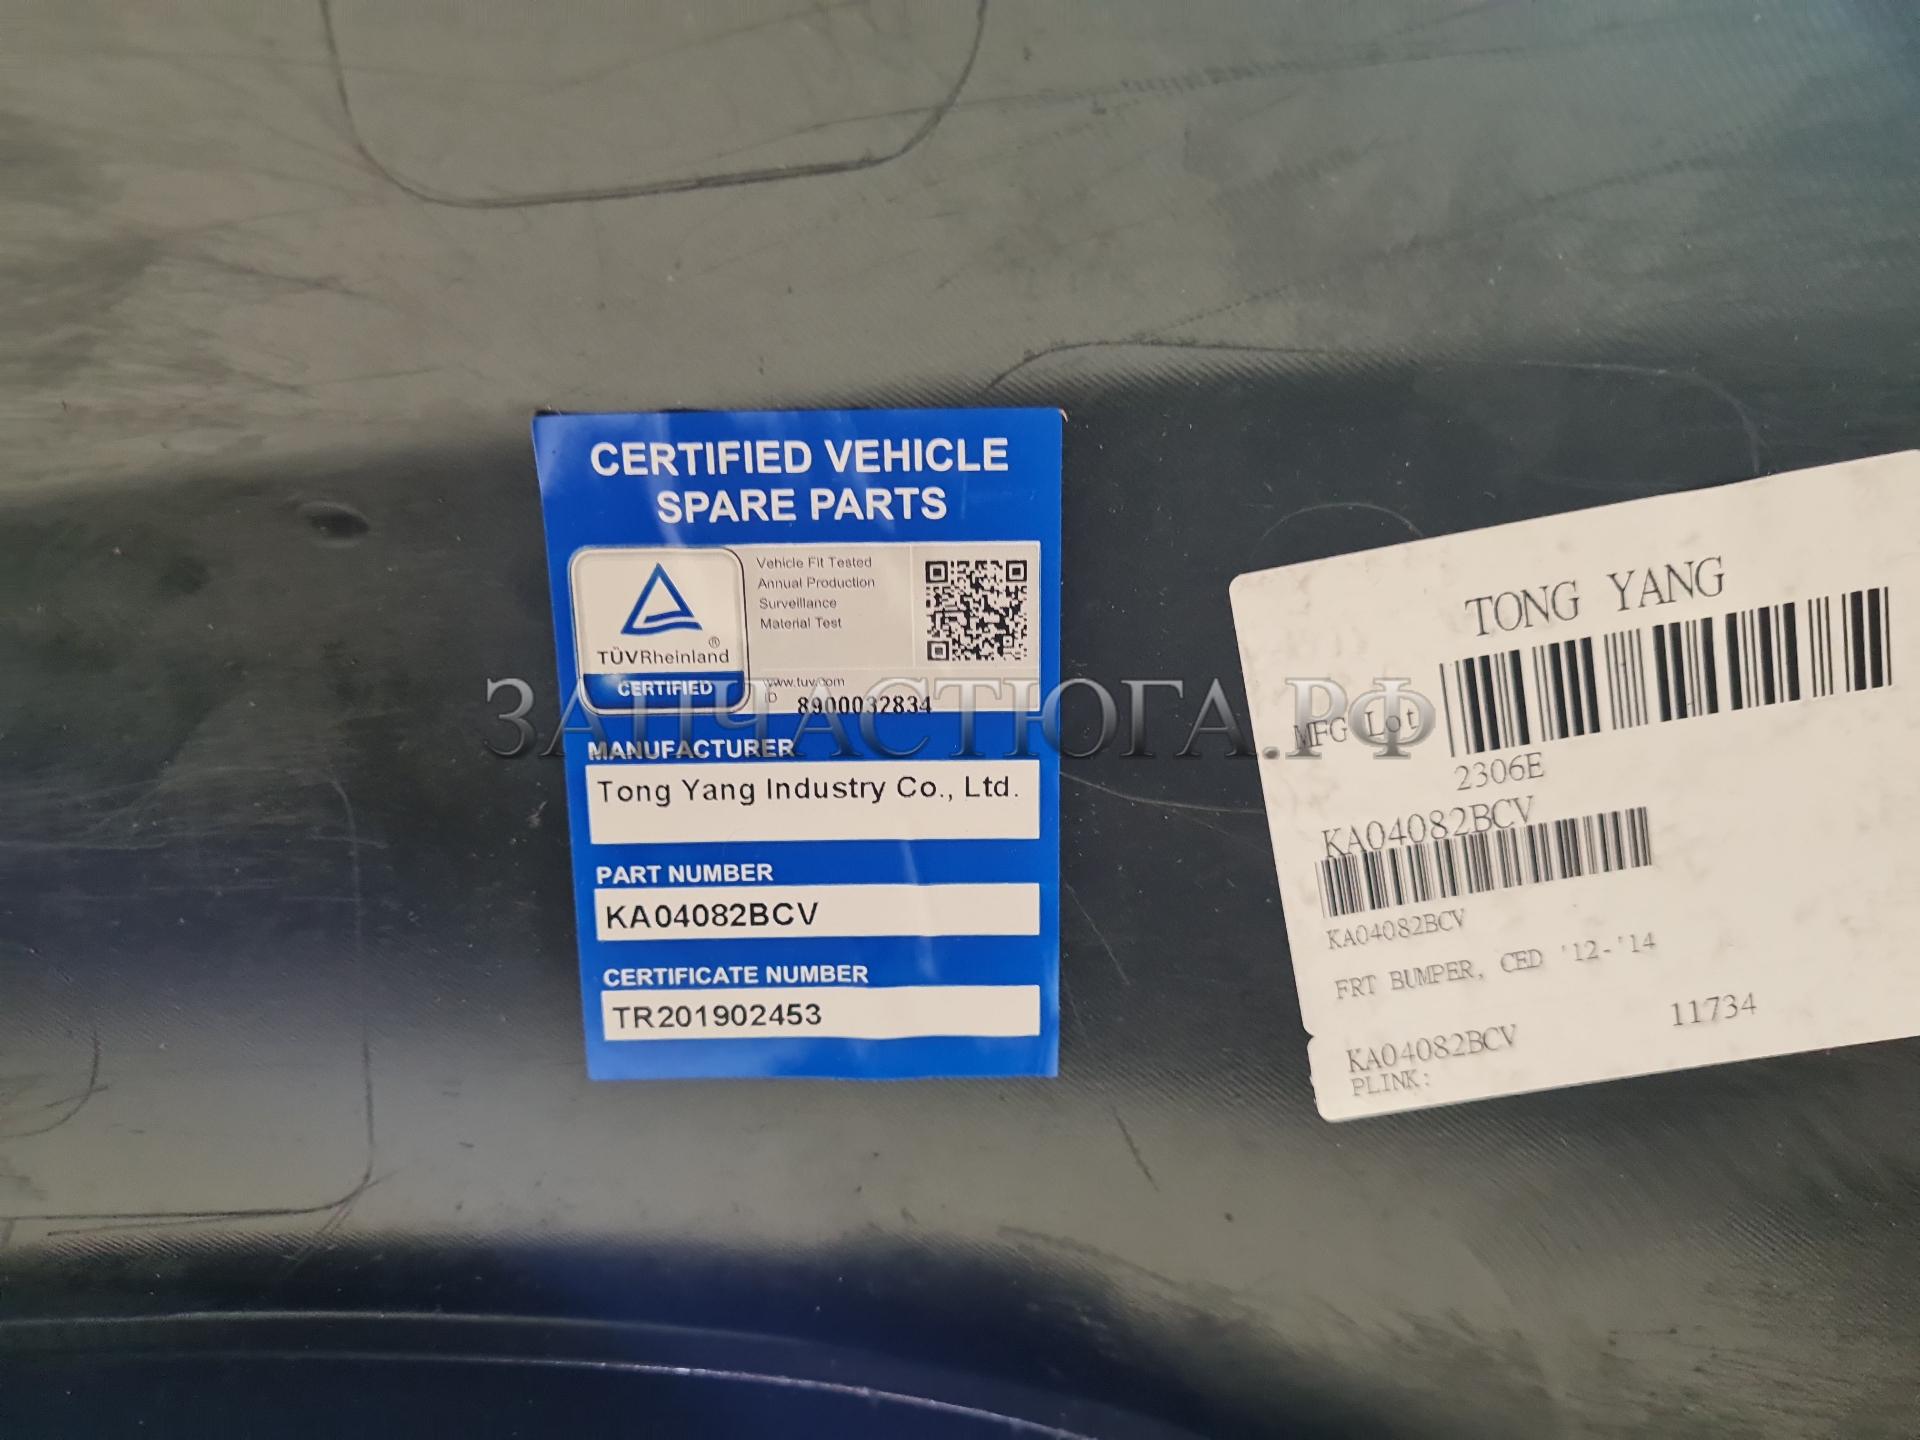 CERTIFIED VEHICLE
SPARE PARTS
TÜVRheinland®
CERTIFIED
Vehicle Fit Tested
Annual Production
Surveillance
Material Test
www.tuv.com
ID 8900032834
MANUFACTURER
Tong Yang Industry Co., Ltd.
PART NUMBER
KA04082BCV
CERTIFICATE NUMBER
TR201902453
TONG YANG
MFG Lot
2306E
KA04082BCV
KA04082BCV
FRT BUMPER, CED '12-'14
11734
KA04082BCV
PLINK:
ЗАПЧАСТЮГА.РФ